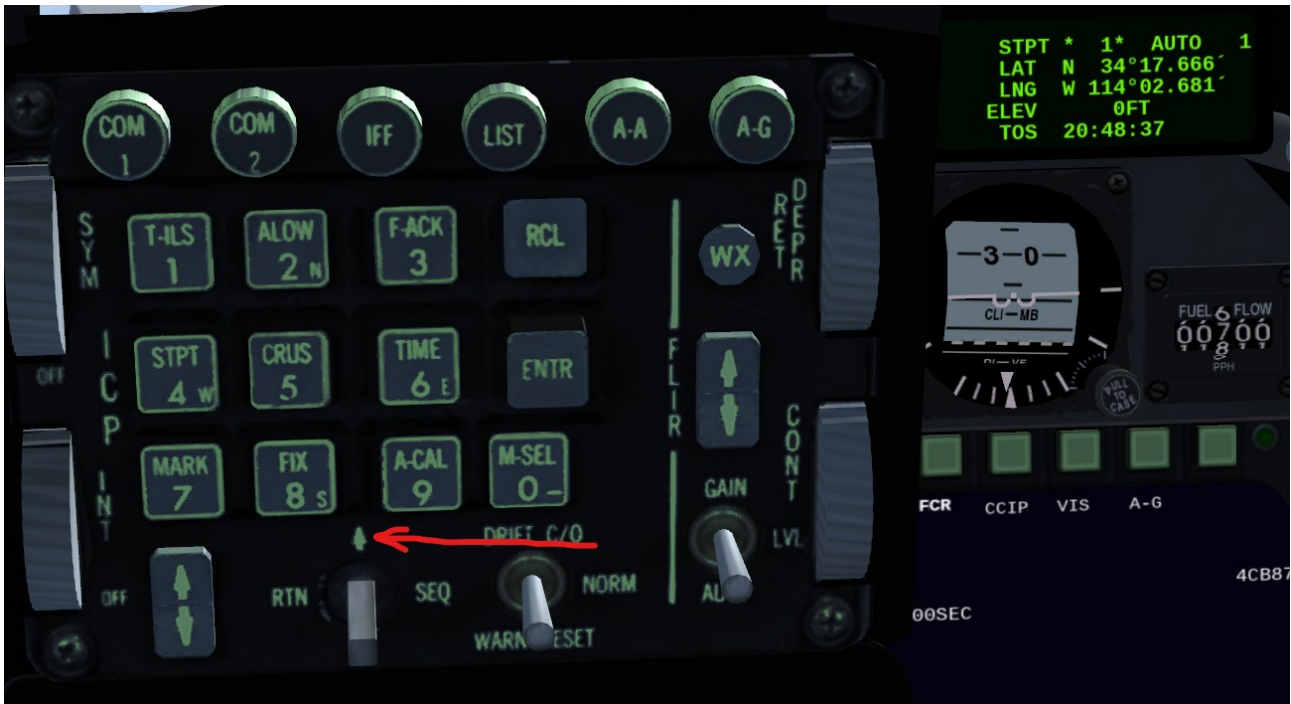 COM 1
COM 2
IFF
LIST
A-A
A-G
SYM
T-ILS 1
ALOW 2 N
F-ACK 3
RCL
WX
RET
DEPR
OFF
ICP
STPT 4 W
CRUS 5
TIME 6 E
ENTR
FLIR
CONT
INT
MARK 7
FIX 8 S
A-CAL 9
M-SEL 0 –
GAIN
LVL
OFF
RTN
SEQ
DRIFT C/O
NORM
WARN RESET
STPT * 1* AUTO 1
LAT N 34°17.666´
LNG W 114°02.681´
ELEV 0FT
TOS 20:48:37
3-0
CLI-MB
PULL TO CAGE
FUEL FLOW
PPH
FCR
CCIP
VIS
A-G
4CB87
00SEC